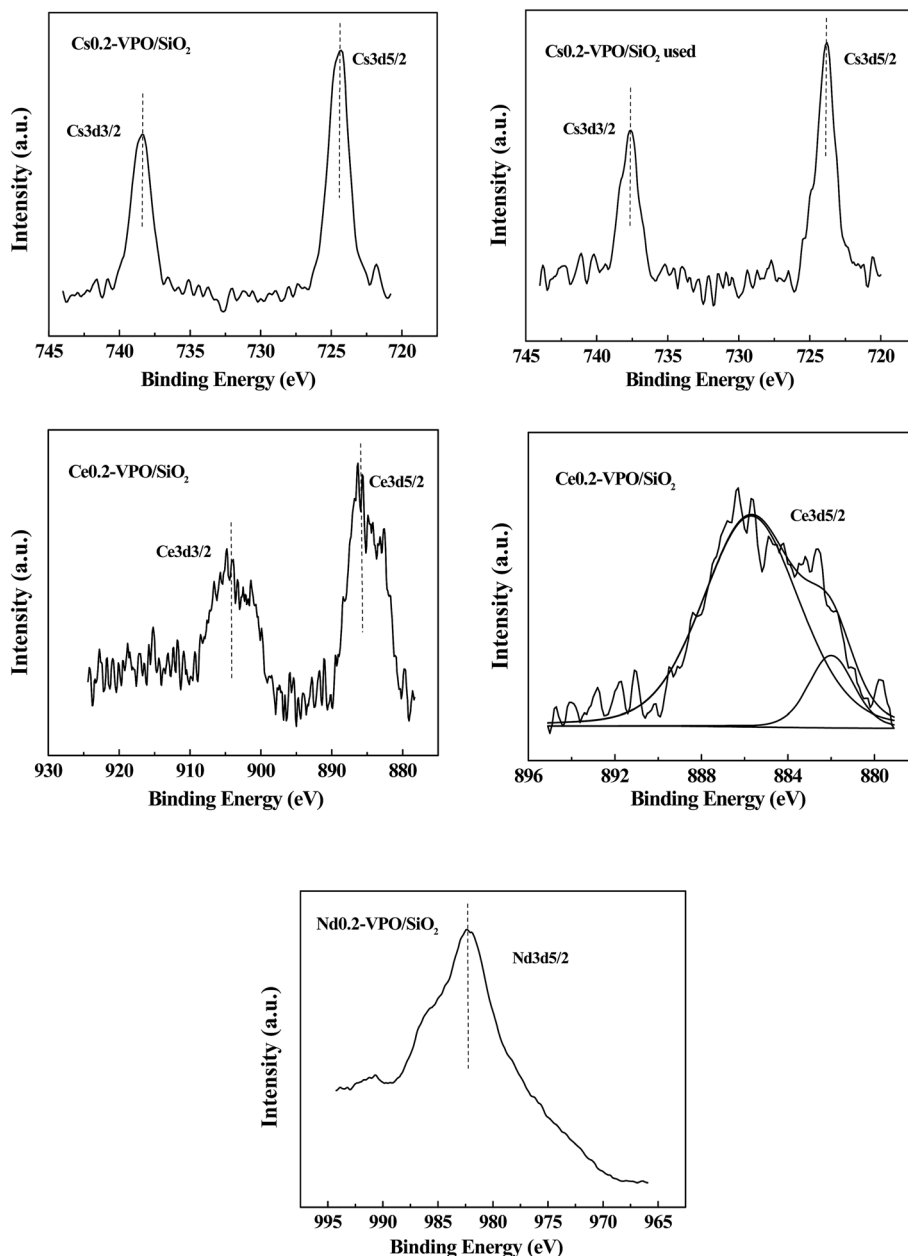 Cs0.2-VPO/SiO₂
Cs3d5/2
Cs3d3/2
Intensity (a.u.)
745 740 735 730 725 720
Binding Energy (eV)
Cs0.2-VPO/SiO₂ used
Cs3d5/2
Cs3d3/2
Intensity (a.u.)
745 740 735 730 725 720
Binding Energy (eV)
Ce0.2-VPO/SiO₂
Ce3d5/2
Ce3d3/2
Intensity (a.u.)
930 920 910 900 890 880
Binding Energy (eV)
Ce0.2-VPO/SiO₂
Ce3d5/2
Intensity (a.u.)
896 892 888 884 880
Binding Energy (eV)
Nd0.2-VPO/SiO₂
Nd3d5/2
Intensity (a.u.)
995 990 985 980 975 970 965
Binding Energy (eV)